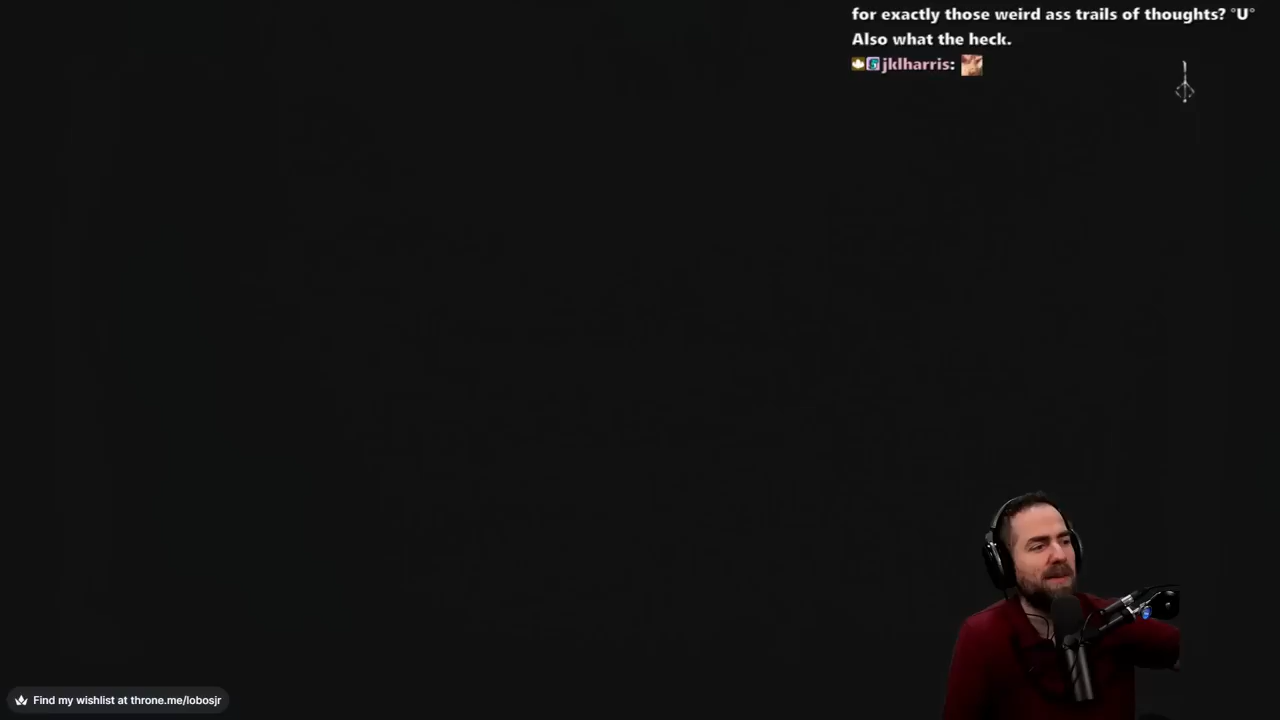 for exactly those weird ass trails of thoughts? °U°
Also what the heck.
jklharris:
Find my wishlist at throne.me/lobosjr